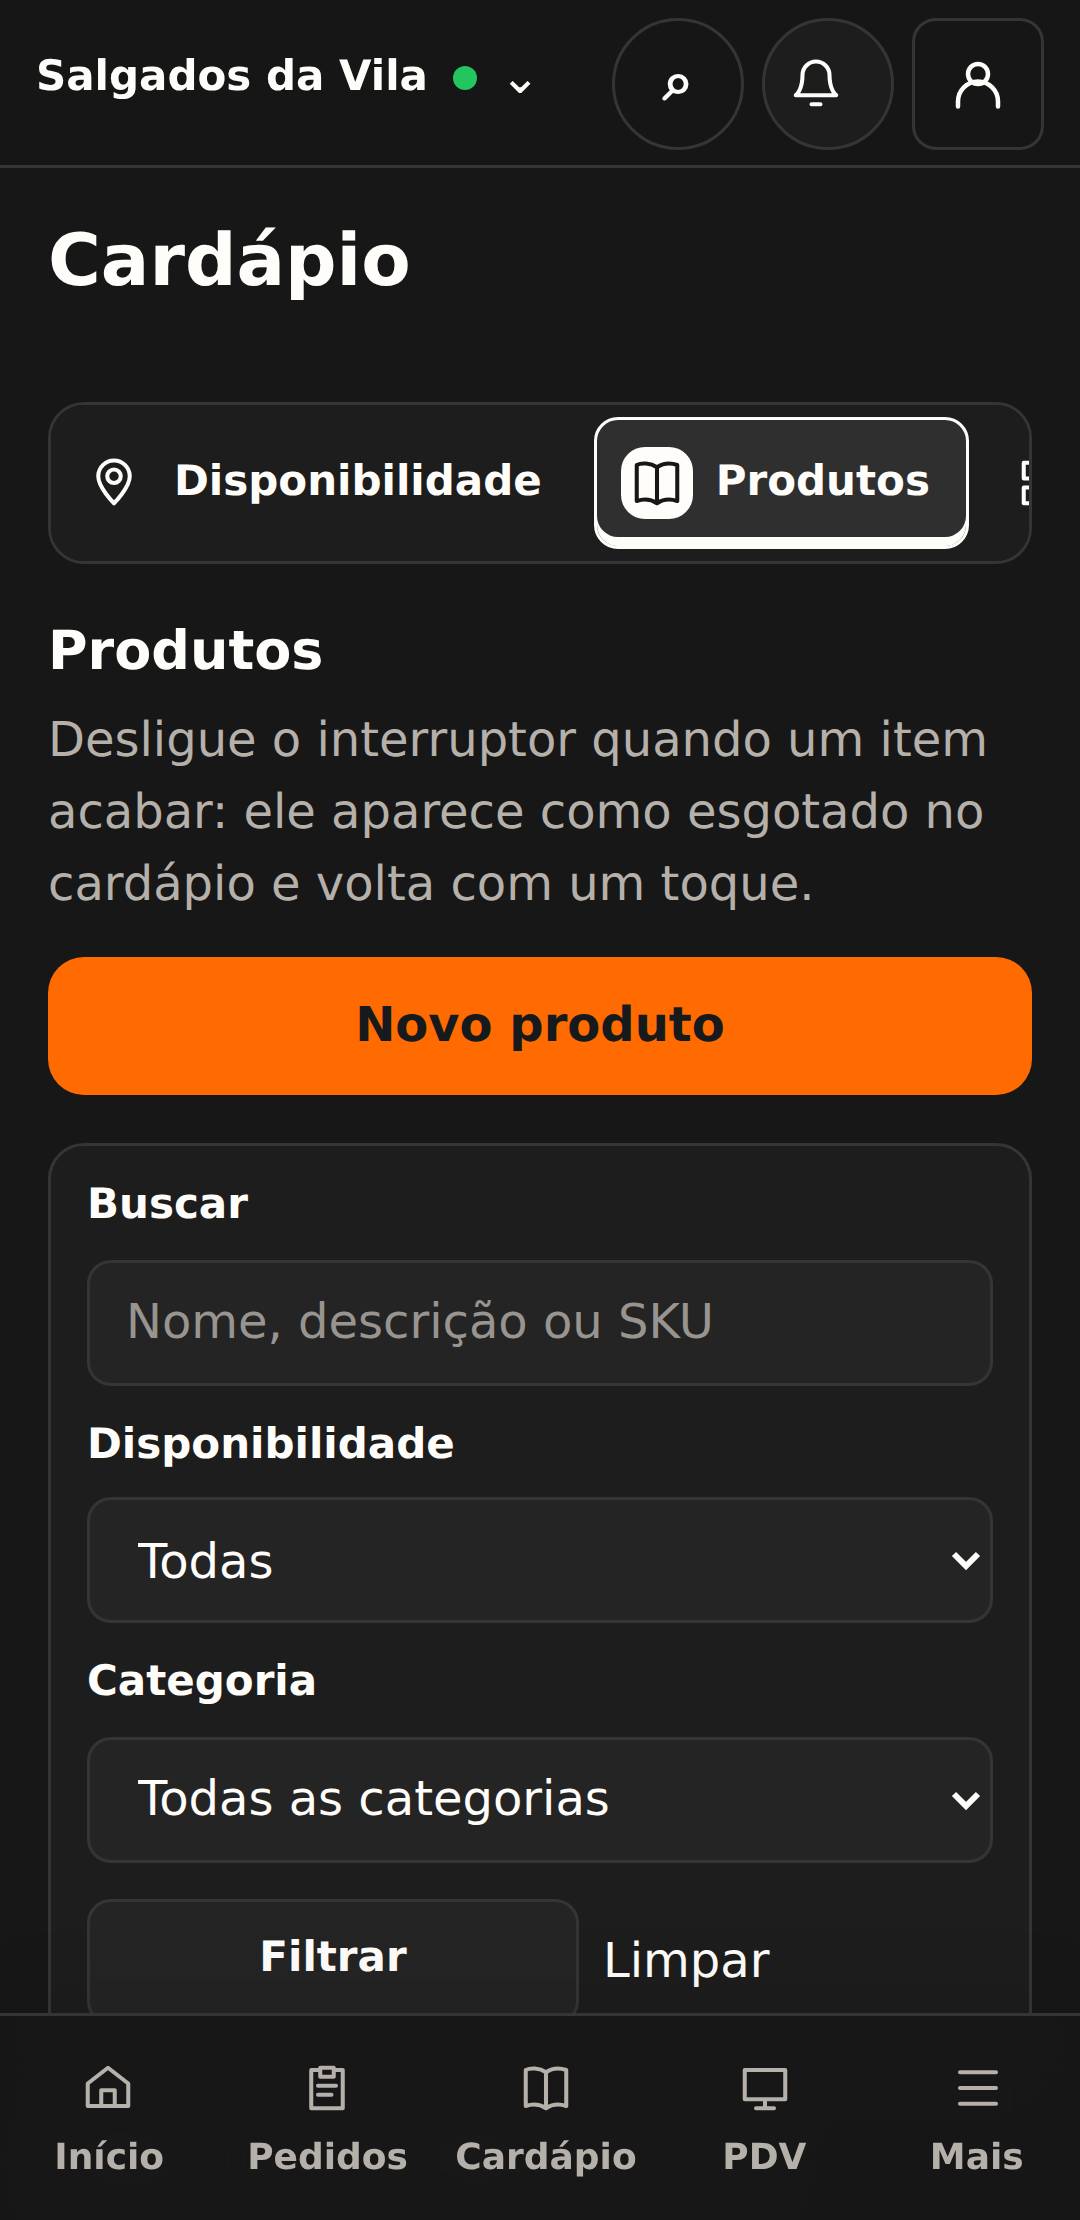 Salgados da Vila
Cardápio
Disponibilidade
Produtos
Produtos
Desligue o interruptor quando um item
acabar: ele aparece como esgotado no
cardápio e volta com um toque.
Novo produto
Buscar
Nome, descrição ou SKU
Disponibilidade
Todas
Categoria
Todas as categorias
Filtrar
Limpar
Início
Pedidos
Cardápio
PDV
Mais